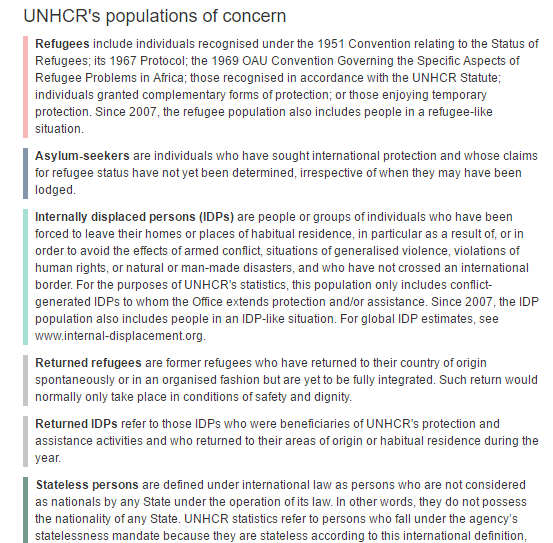 UNHCR's populations of concern
Refugees include individuals recognised under the 1951 Convention relating to the Status of
Refugees; its 1967 Protocol; the 1969 OAU Convention Governing the Specific Aspects of
Refugee Problems in Africa; those recognised in accordance with the UNHCR Statute;
individuals granted complementary forms of protection; or those enjoying temporary
protection. Since 2007, the refugee population also includes people in a refugee-like
situation.
Asylum-seekers are individuals who have sought international protection and whose claims
for refugee status have not yet been determined, irrespective of when they may have been
lodged.
Internally displaced persons (IDPs) are people or groups of individuals who have been
forced to leave their homes or places of habitual residence, in particular as a result of, or in
order to avoid the effects of armed conflict, situations of generalised violence, violations of
human rights, or natural or man-made disasters, and who have not crossed an international
border. For the purposes of UNHCR's statistics, this population only includes conflict-
generated IDPs to whom the Office extends protection and/or assistance. Since 2007, the IDP
population also includes people in an IDP-like situation. For global IDP estimates, see
www.internal-displacement.org.
Returned refugees are former refugees who have returned to their country of origin
spontaneously or in an organised fashion but are yet to be fully integrated. Such return would
normally only take place in conditions of safety and dignity.
Returned IDPs refer to those IDPs who were beneficiaries of UNHCR's protection and
assistance activities and who returned to their areas of origin or habitual residence during the
year.
Stateless persons are defined under international law as persons who are not considered
as nationals by any State under the operation of its law. In other words, they do not possess
the nationality of any State. UNHCR statistics refer to persons who fall under the agency's
statelessness mandate because they are stateless according to this international definition,